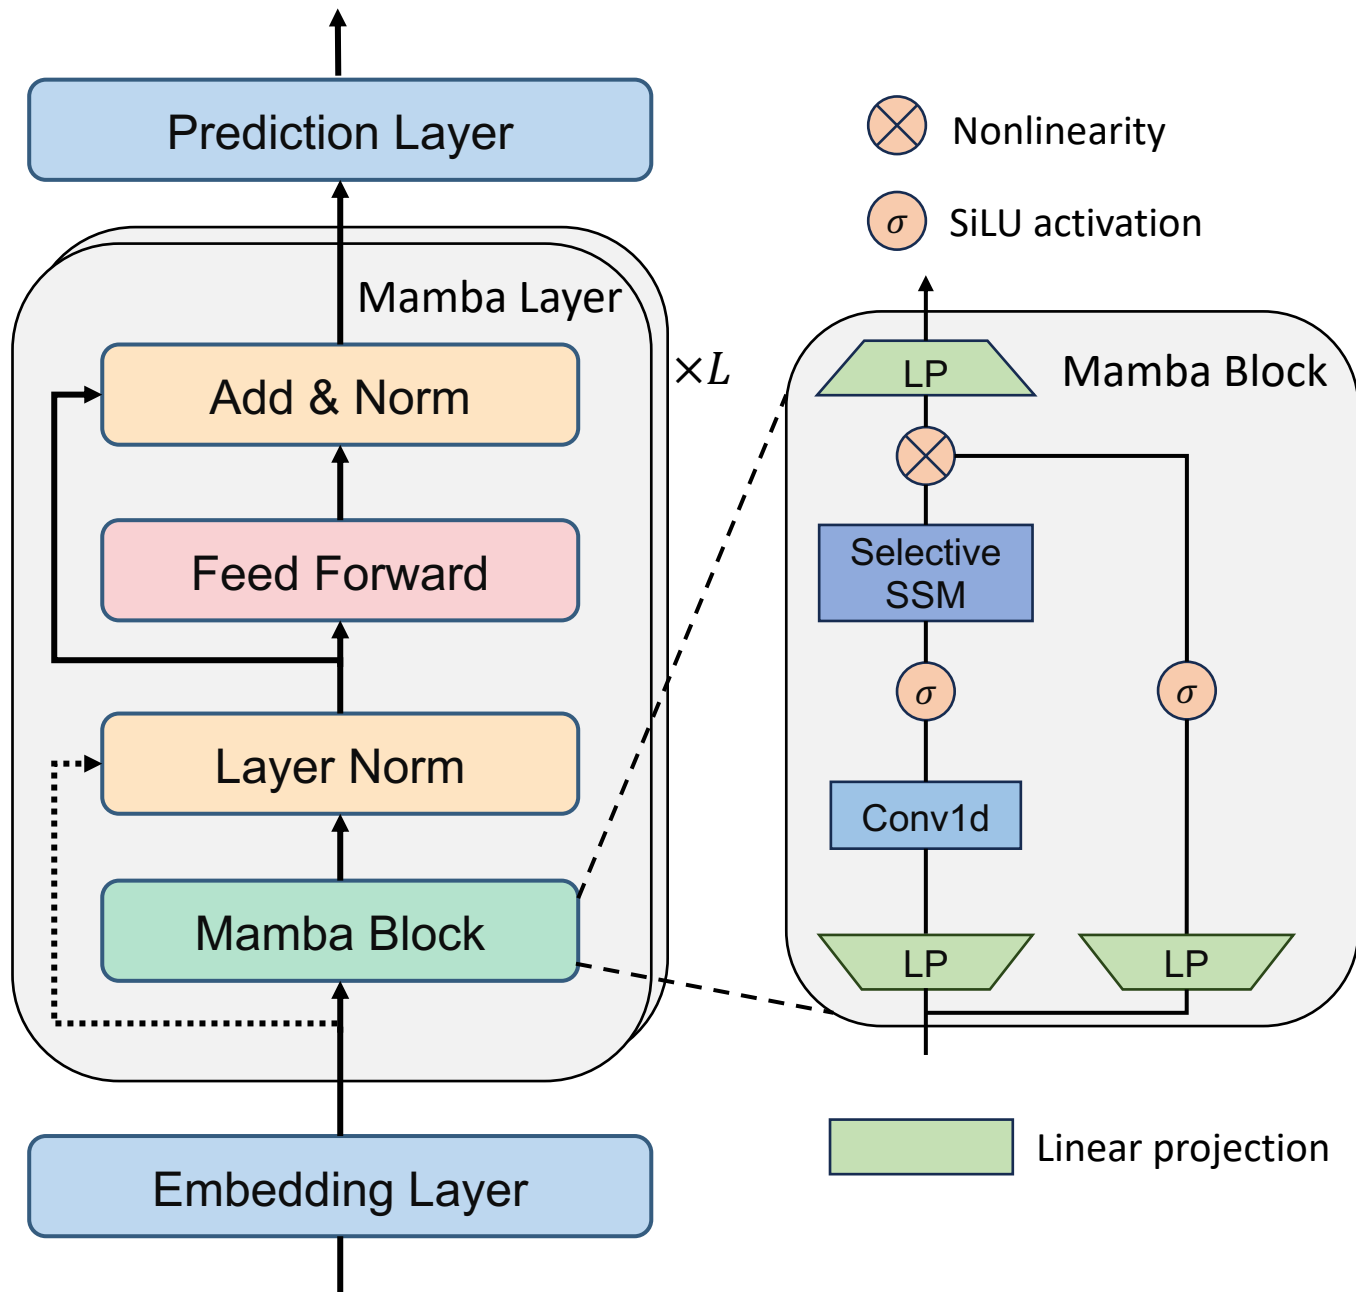 Prediction Layer
Mamba Layer
×L
Add & Norm
Feed Forward
Layer Norm
Mamba Block
Embedding Layer
Nonlinearity
σ
SiLU activation
Mamba Block
LP
Selective
SSM
σ
σ
Conv1d
LP
LP
Linear projection